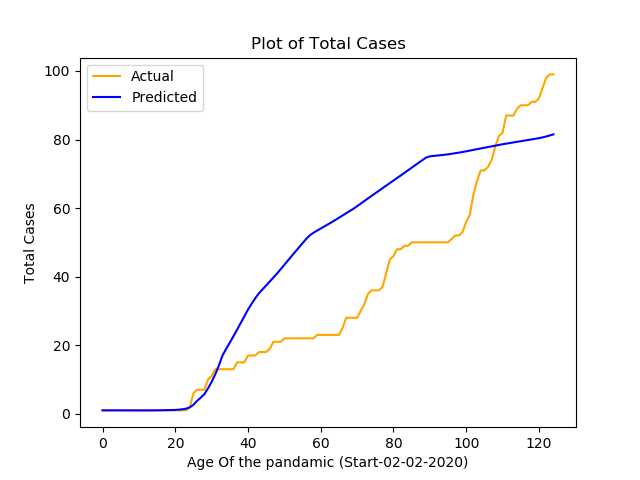 Plot of Total Cases
Actual
Predicted
100
80
60
40
20
0
Total Cases
0 20 40 60 80 100 120
Age Of the pandamic (Start-02-02-2020)